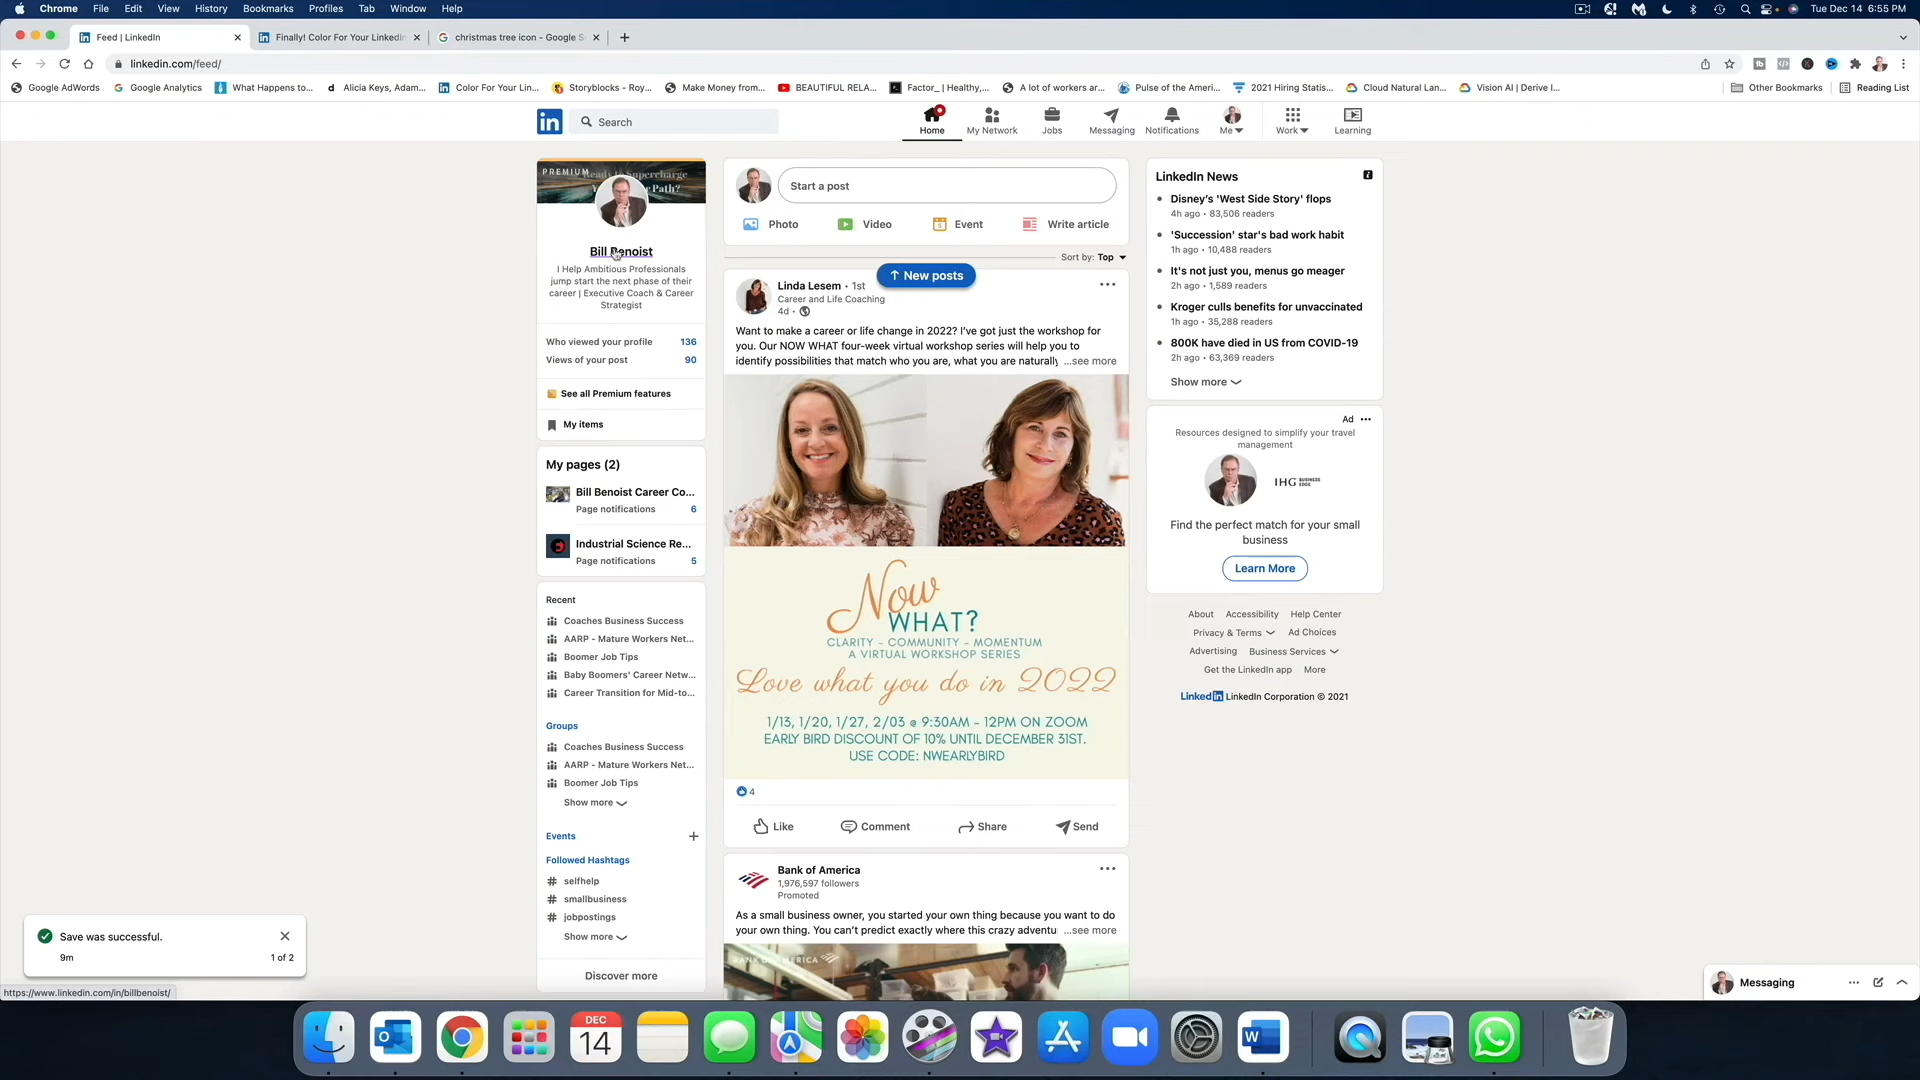 Chrome File Edit View History Bookmarks Profiles Tab Window Help
Tue Dec 14 6:55 PM
Feed | LinkedIn
Finally! Color For Your LinkedIn
christmas tree icon - Google S
linkedin.com/feed/
Google AdWords
Google Analytics
What Happens to...
Alicia Keys, Adam...
Color For Your Lin...
Storyblocks - Roy...
Make Money from...
BEAUTIFUL RELA...
Factor_ | Healthy,...
A lot of workers ar...
Pulse of the Ameri...
2021 Hiring Statis...
Cloud Natural Lan...
Vision AI | Derive I...
Other Bookmarks
Reading List
in
Search
Home
My Network
Jobs
Messaging
Notifications
Me
Work
Learning
PREMIUM
Bill Benoist
I Help Ambitious Professionals
jump start the next phase of their
career | Executive Coach & Career
Strategist
Who viewed your profile 136
Views of your post 90
See all Premium features
My items
My pages (2)
Bill Benoist Career Co...
Page notifications 6
Industrial Science Re...
Page notifications 5
Recent
Coaches Business Success
AARP - Mature Workers Net...
Boomer Job Tips
Baby Boomers' Career Netw...
Career Transition for Mid-to...
Groups
Coaches Business Success
AARP - Mature Workers Net...
Boomer Job Tips
Show more
Events +
Followed Hashtags
# selfhelp
# smallbusiness
# jobpostings
Show more
Discover more
Start a post
Photo
Video
Event
Write article
Sort by: Top
↑ New posts
Linda Lesem • 1st
Career and Life Coaching
4d •
Want to make a career or life change in 2022? I've got just the workshop for
you. Our NOW WHAT four-week virtual workshop series will help you to
identify possibilities that match who you are, what you are naturally ...see more
Now
WHAT?
CLARITY - COMMUNITY - MOMENTUM
A VIRTUAL WORKSHOP SERIES
Love what you do in 2022
1/13, 1/20, 1/27, 2/03 @ 9:30AM - 12PM ON ZOOM
EARLY BIRD DISCOUNT OF 10% UNTIL DECEMBER 31ST.
USE CODE: NWEARLYBIRD
4
Like
Comment
Share
Send
Bank of America
1,976,597 followers
Promoted
As a small business owner, you started your own thing because you want to do
your own thing. You can't predict exactly where this crazy adventu ...see more
LinkedIn News
Disney's 'West Side Story' flops
4h ago • 83,506 readers
'Succession' star's bad work habit
1h ago • 10,488 readers
It's not just you, menus go meager
2h ago • 1,589 readers
Kroger culls benefits for unvaccinated
1h ago • 35,288 readers
800K have died in US from COVID-19
2h ago • 63,369 readers
Show more
Ad
Resources designed to simplify your travel
management
IHG BUSINESS EDGE
Find the perfect match for your small
business
Learn More
About Accessibility Help Center
Privacy & Terms Ad Choices
Advertising Business Services
Get the LinkedIn app More
LinkedIn LinkedIn Corporation © 2021
Save was successful.
9m 1 of 2
https://www.linkedin.com/in/billbenoist/
Messaging
DEC
14